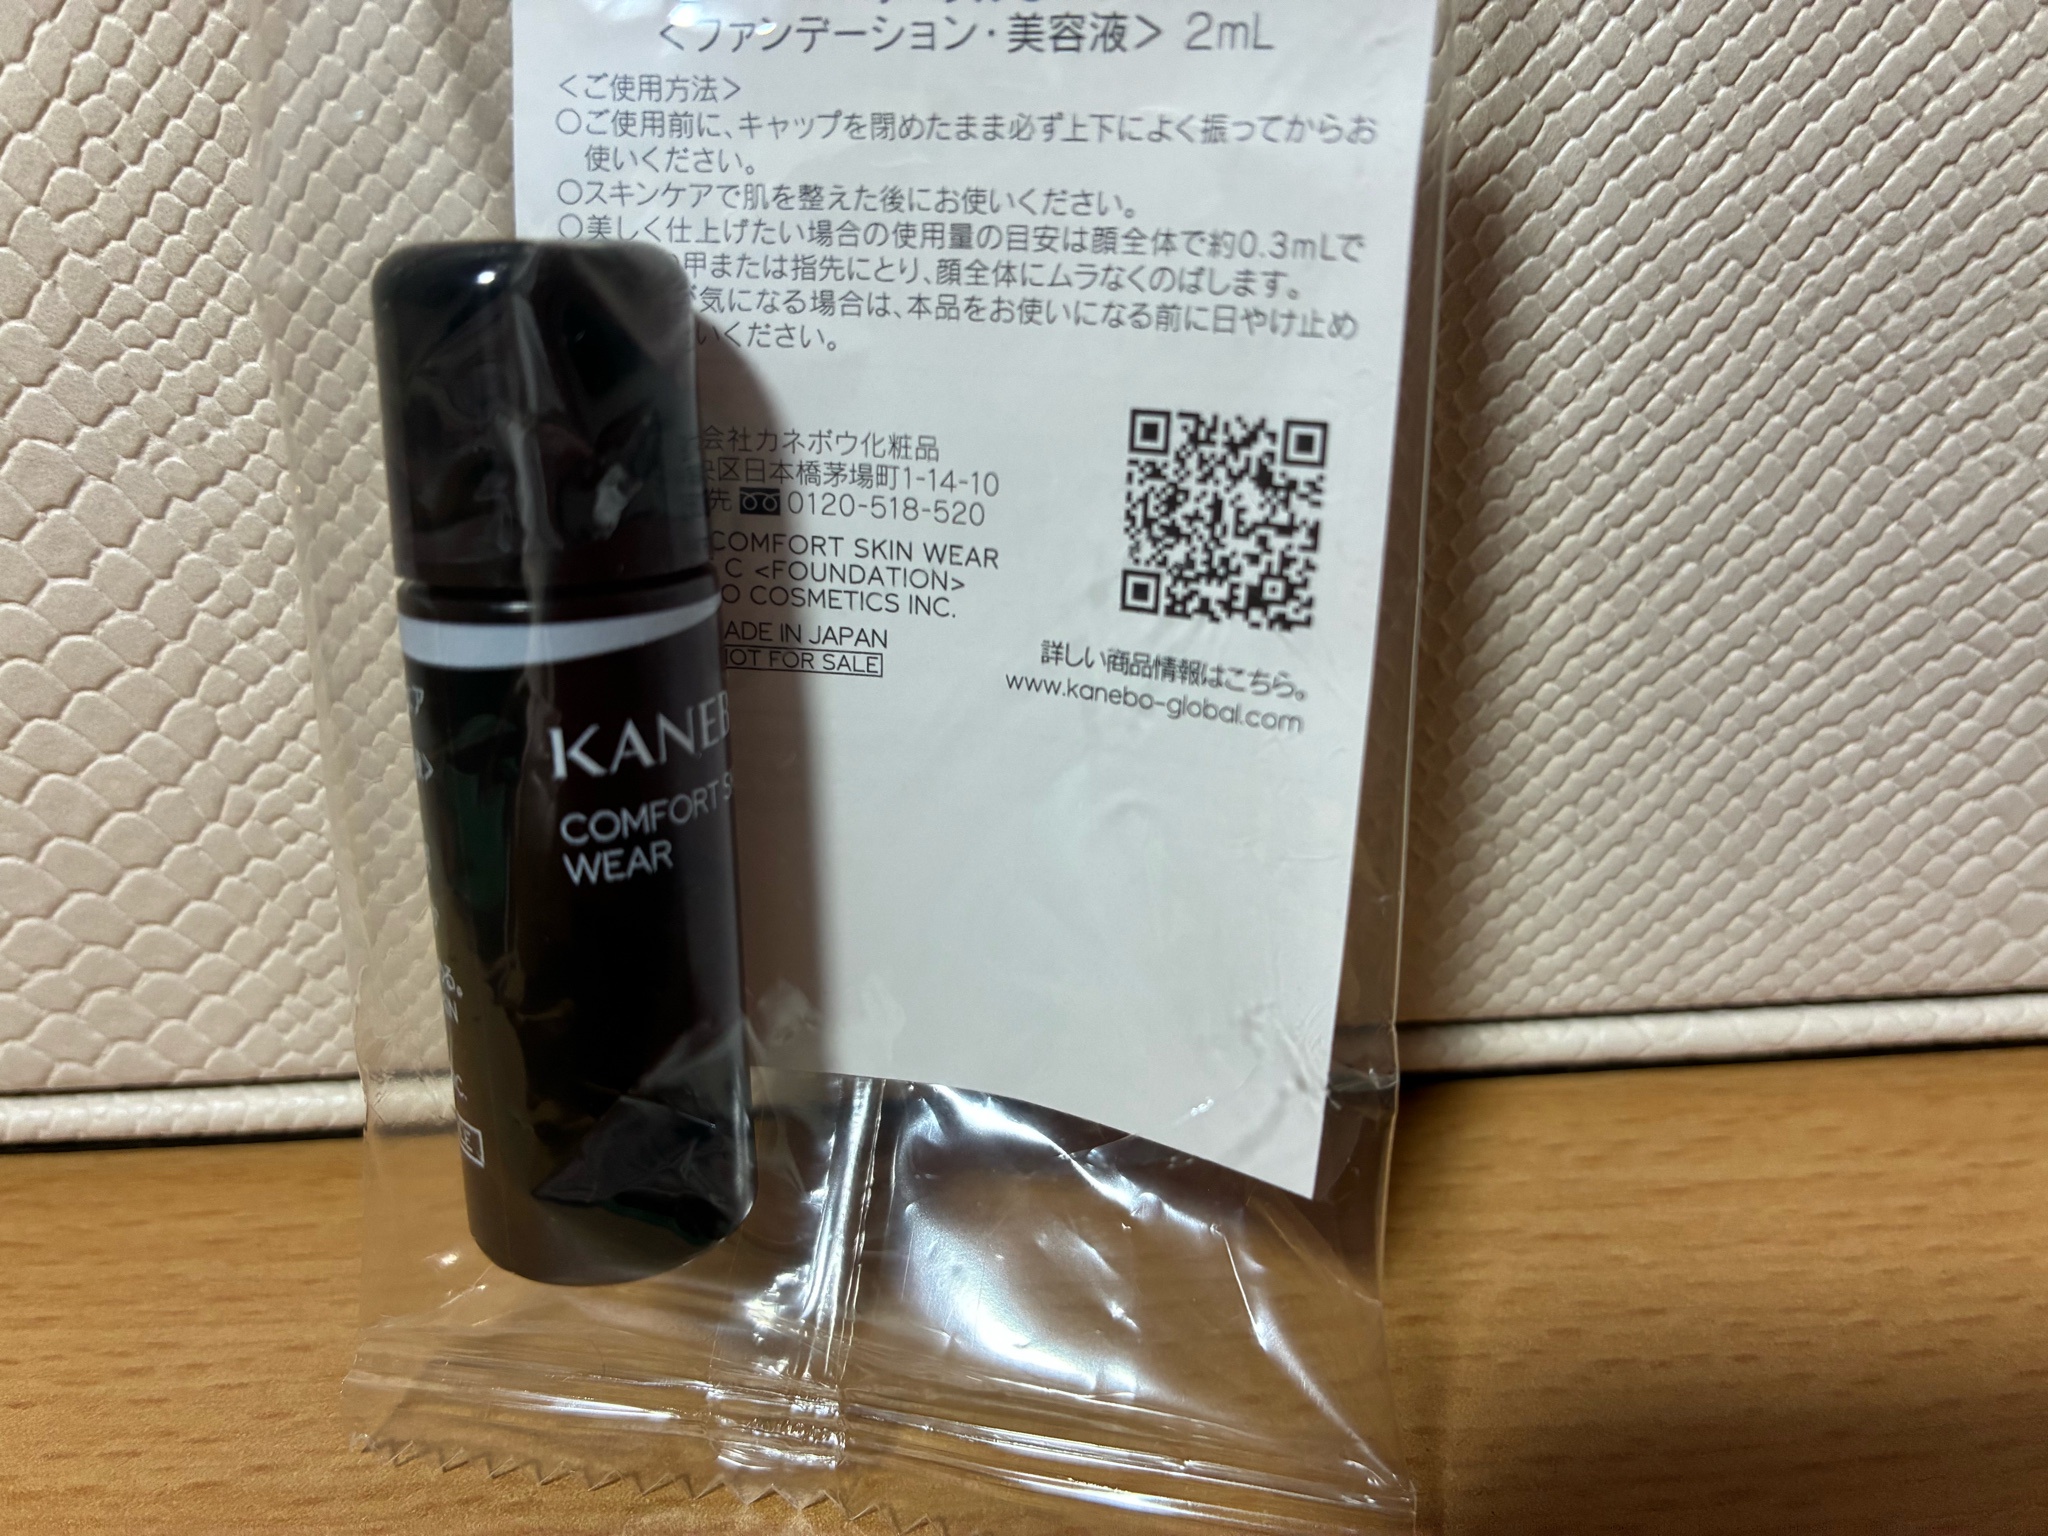 <ファンデーション・美容液> 2mL
<ご使用方法>
○ご使用前に、キャップを閉めたまま必ず上下によく振ってからお
使いください。
○スキンケアで肌を整えた後にお使いください。
○美しく仕上げたい場合の使用量の目安は顔全体で約0.3mLで
甲または指先にとり、顔全体にムラなくのばします。
気になる場合は、本品をお使いになる前に日やけ止め
いください。
会社カネボウ化粧品
央区日本橋茅場町1-14-10
先 0120-518-520
COMFORT SKIN WEAR
C <FOUNDATION>
O COSMETICS INC.
ADE IN JAPAN
OT FOR SALE
詳しい商品情報はこちら。
www.kanebo-global.com
KANEB
COMFORT S
WEAR
る。